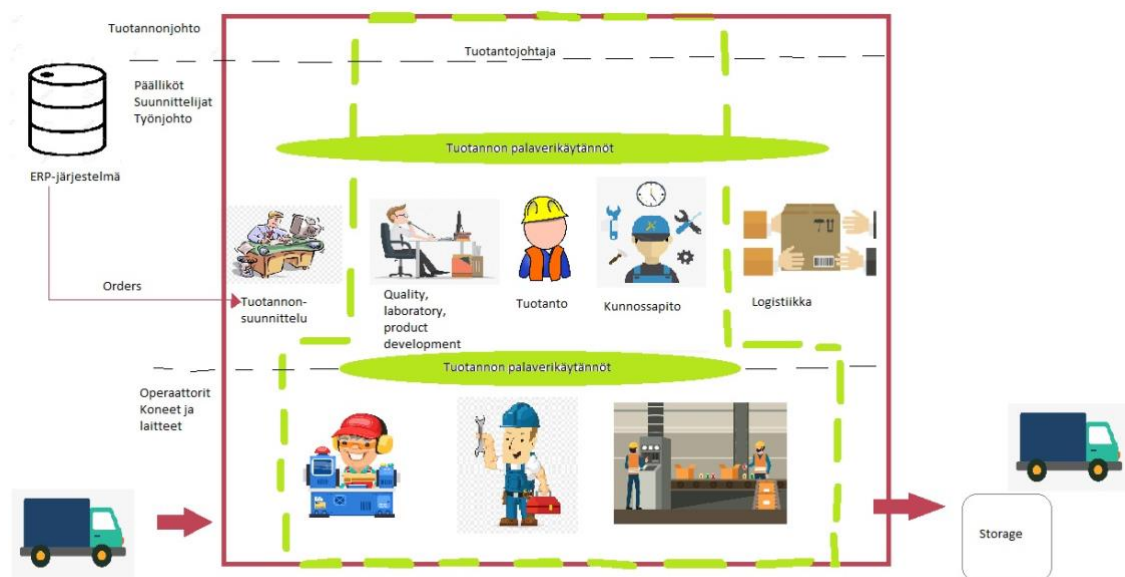 Tuotannonjohto
Tuotantojohtaja
Päälliköt
Suunnittelijat
Työnjohto
Tuotannon palaverikäytännöt
ERP-järjestelmä
Orders
Tuotannon-
suunnittelu
Quality,
laboratory,
product
development
Tuotanto
Kunnossapito
Logistiikka
Tuotannon palaverikäytännöt
Operaattorit
Koneet ja
laitteet
Storage